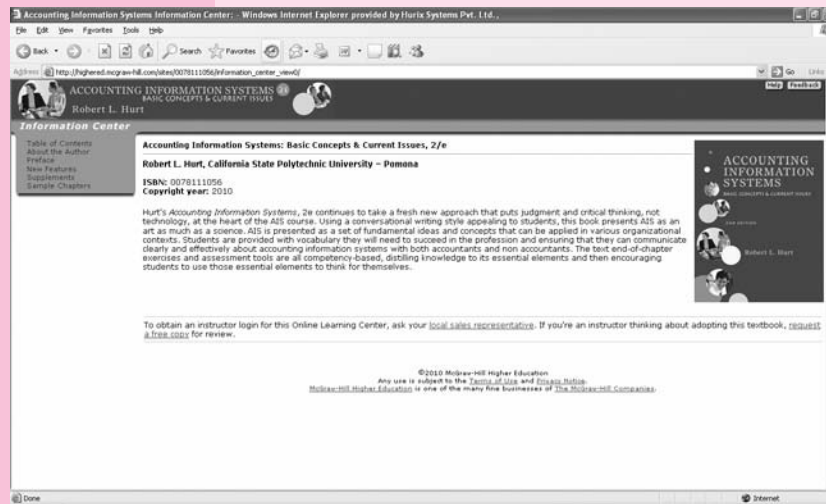 Accounting Information Systems Information Center: - Windows Internet Explorer provided by Hurix Systems Pvt. Ltd. .
File Edit View Favorites Tools Help
Back Search Favorites
Address http://highered.mcgraw-hill.com/sites/0078111056/information_center_view0/ Go Links
ACCOUNTING INFORMATION SYSTEMS 2e
BASIC CONCEPTS & CURRENT ISSUES
Robert L. Hurt
Help Feedback
Information Center
Table of Contents
About the Author
Preface
New Features
Supplements
Sample Chapters
Accounting Information Systems: Basic Concepts & Current Issues, 2/e
Robert L. Hurt, California State Polytechnic University – Pomona
ISBN: 0078111056
Copyright year: 2010
Hurt's Accounting Information Systems, 2e continues to take a fresh new approach that puts judgment and critical thinking, not
technology, at the heart of the AIS course. Using a conversational writing style appealing to students, this book presents AIS as an
art as much as a science. AIS is presented as a set of fundamental ideas and concepts that can be applied in various organizational
contexts. Students are provided with vocabulary they will need to succeed in the profession and ensuring that they can communicate
clearly and effectively about accounting information systems with both accountants and non accountants. The text end-of-chapter
exercises and assessment tools are all competency-based, distilling knowledge to its essential elements and then encouraging
students to use those essential elements to think for themselves.
ACCOUNTING
INFORMATION
SYSTEMS
BASIC CONCEPTS & CURRENT ISSUES
Robert L. Hurt
To obtain an instructor login for this Online Learning Center, ask your local sales representative. If you're an instructor thinking about adopting this textbook, request
a free copy for review.
©2010 McGraw-Hill Higher Education
Any use is subject to the Terms of Use and Privacy Notice.
McGraw-Hill Higher Education is one of the many fine businesses of The McGraw-Hill Companies.
Done Internet